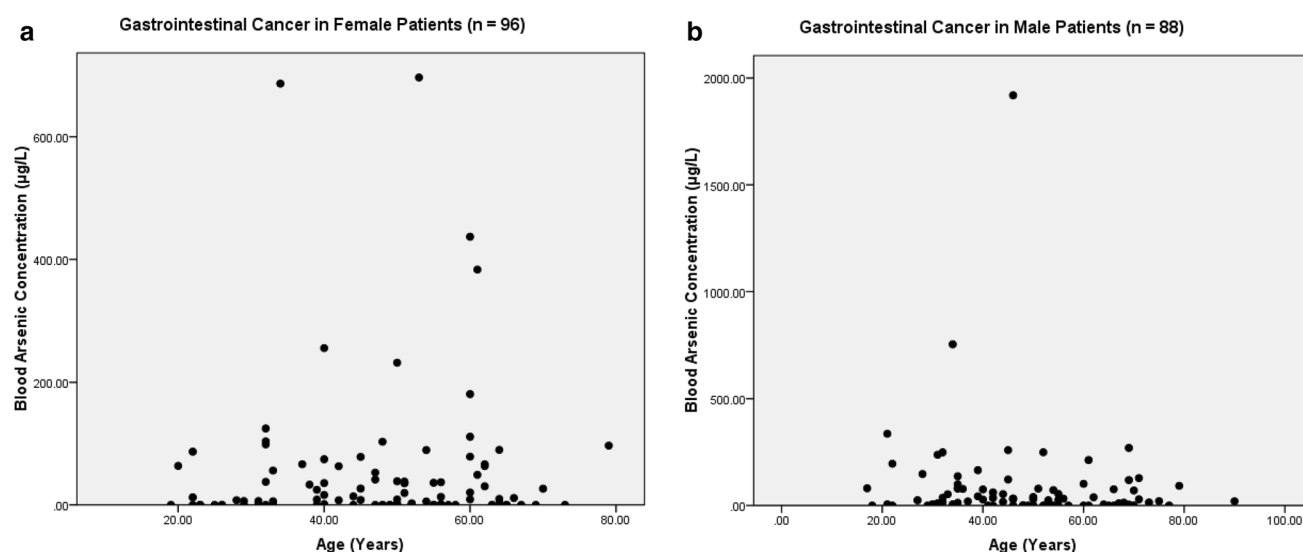 a
Gastrointestinal Cancer in Female Patients (n = 96)
Blood Arsenic Concentration (µg/L)
600.00
400.00
200.00
.00
20.00
40.00
60.00
80.00
Age (Years)
b
Gastrointestinal Cancer in Male Patients (n = 88)
Blood Arsenic Concentration (µg/L)
2000.00
1500.00
1000.00
500.00
.00
.00
20.00
40.00
60.00
80.00
100.00
Age (Years)